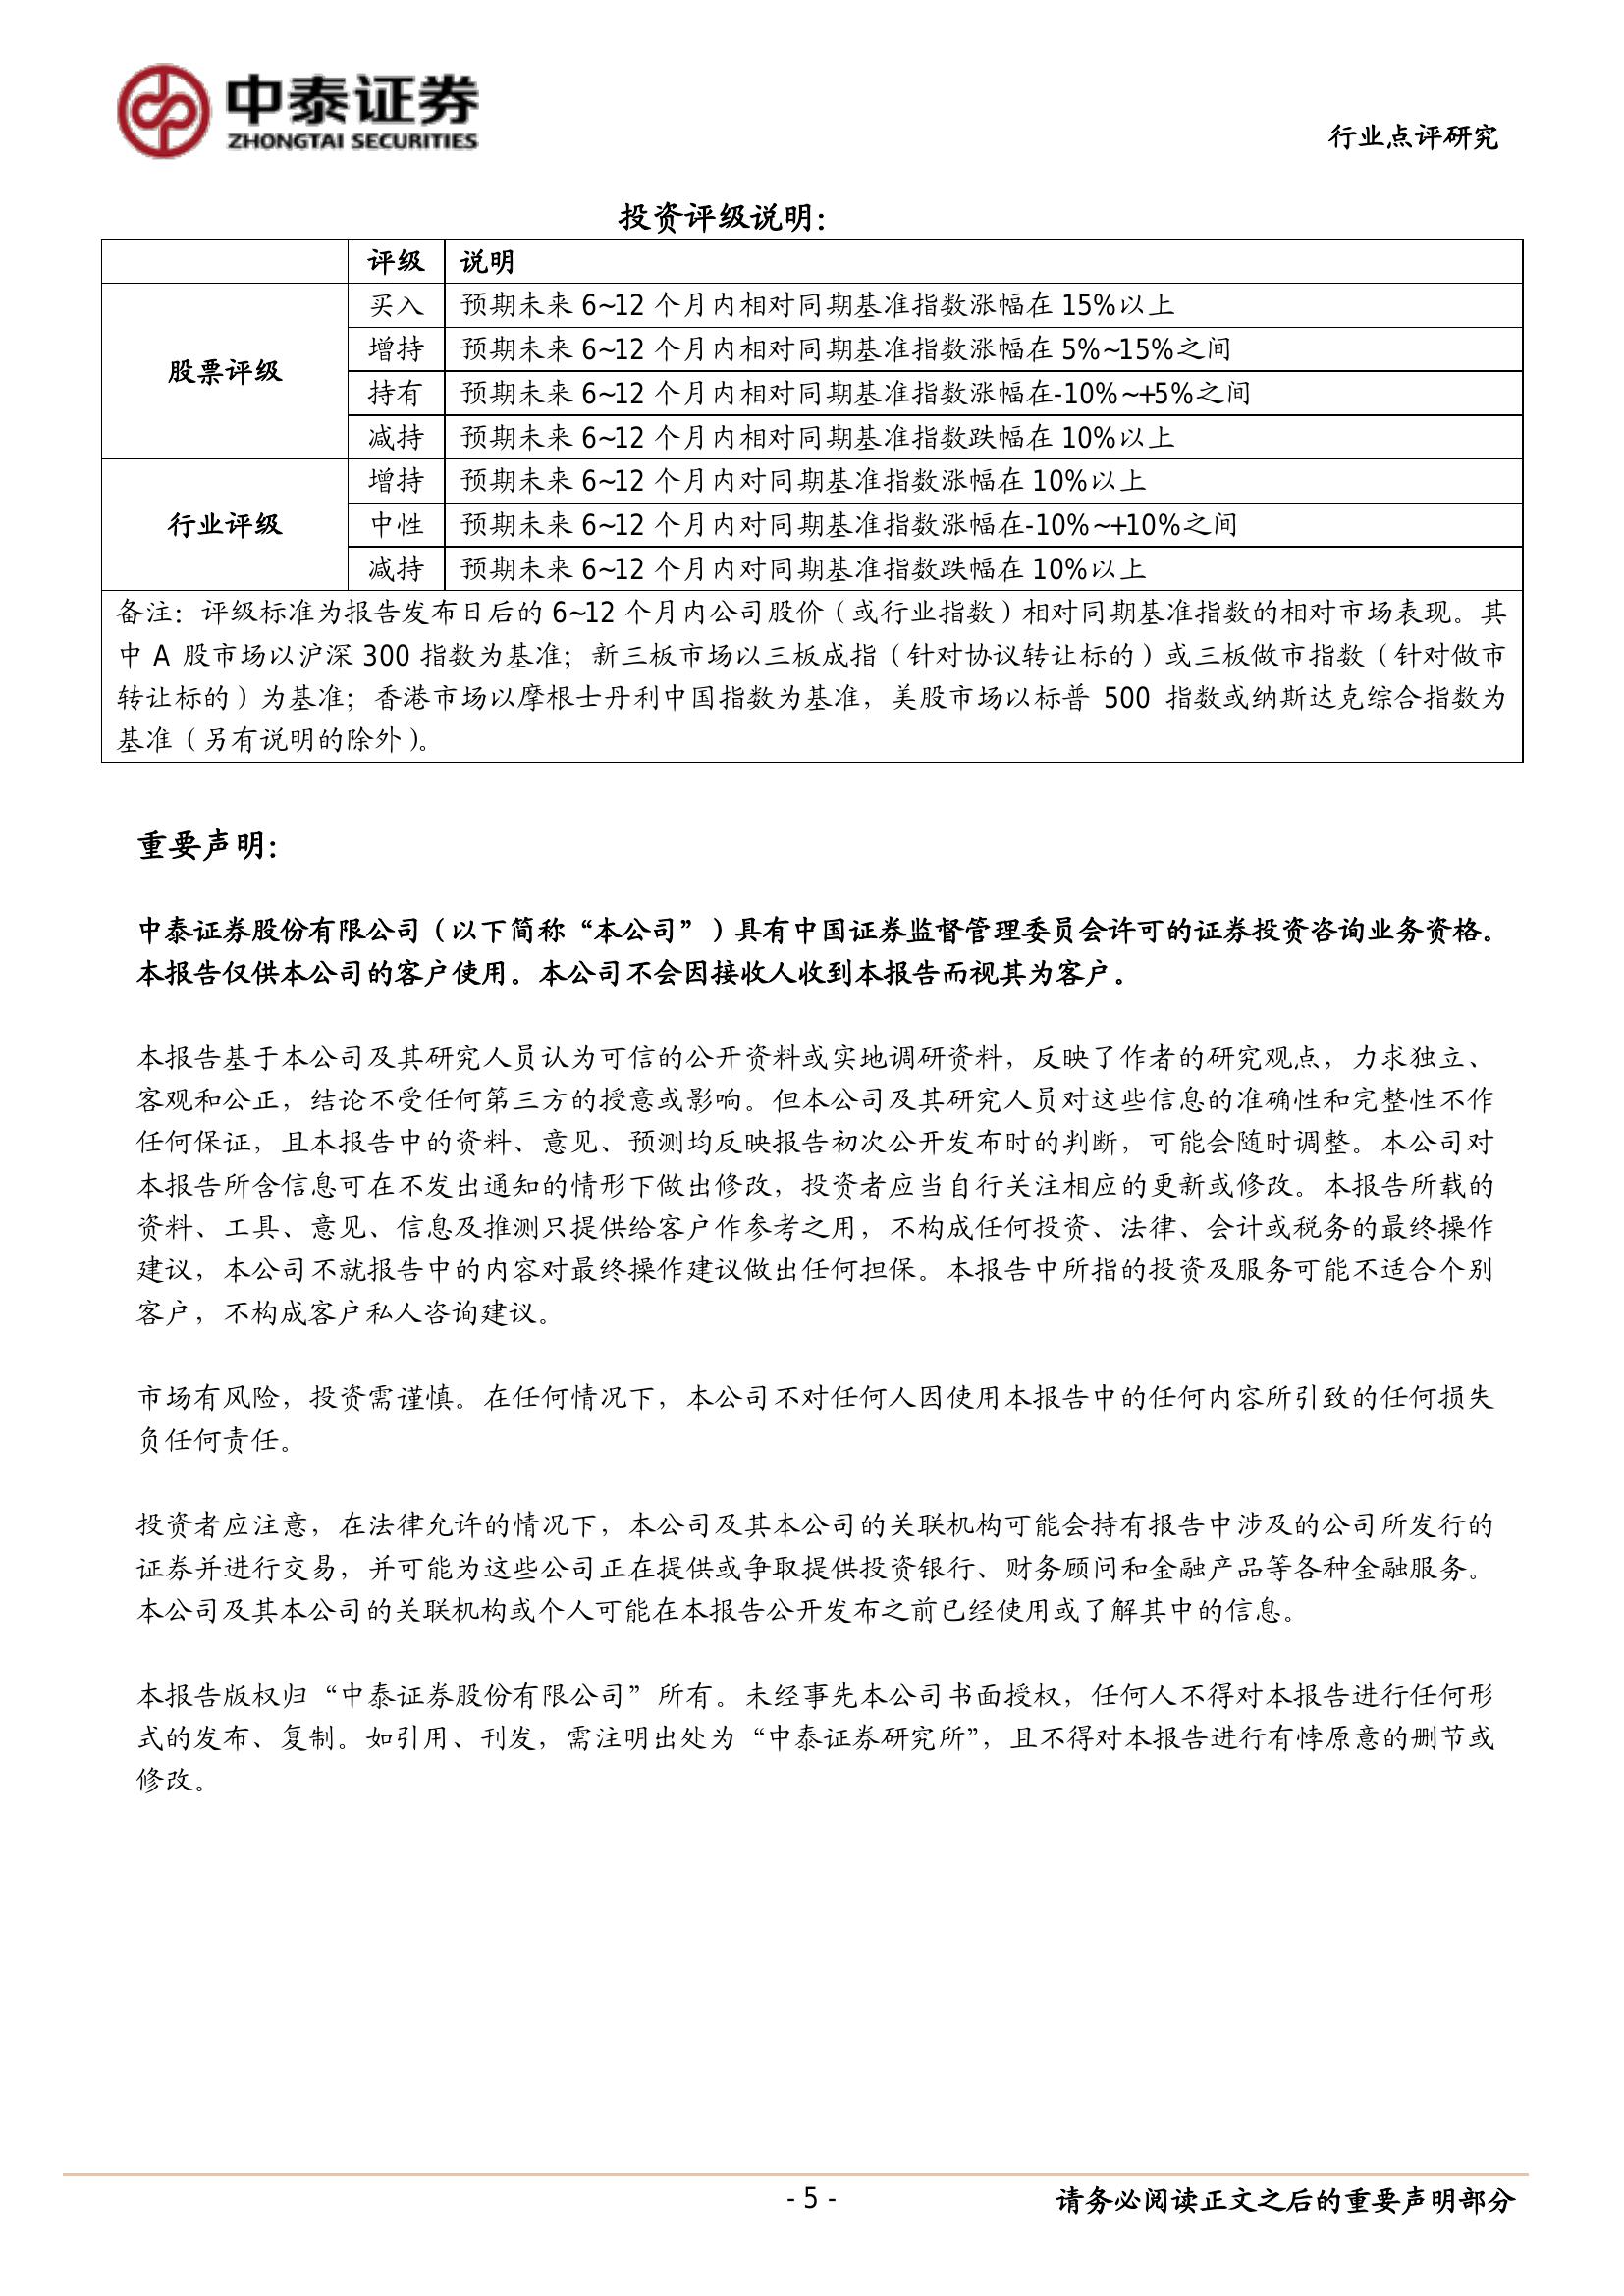 中泰证券
ZHONGTAI SECURITIES
行业点评研究
投资评级说明：
评级 说明
股票评级
买入 预期未来 6~12 个月内相对同期基准指数涨幅在 15%以上
增持 预期未来 6~12 个月内相对同期基准指数涨幅在 5%~15%之间
持有 预期未来 6~12 个月内相对同期基准指数涨幅在-10%~+5%之间
减持 预期未来 6~12 个月内相对同期基准指数跌幅在 10%以上
行业评级
增持 预期未来 6~12 个月内对同期基准指数涨幅在 10%以上
中性 预期未来 6~12 个月内对同期基准指数涨幅在-10%~+10%之间
减持 预期未来 6~12 个月内对同期基准指数跌幅在 10%以上
备注：评级标准为报告发布日后的 6~12 个月内公司股价（或行业指数）相对同期基准指数的相对市场表现。其
中 A 股市场以沪深 300 指数为基准；新三板市场以三板成指（针对协议转让标的）或三板做市指数（针对做市
转让标的）为基准；香港市场以摩根士丹利中国指数为基准，美股市场以标普 500 指数或纳斯达克综合指数为
基准（另有说明的除外）。
重要声明：
中泰证券股份有限公司（以下简称“本公司”）具有中国证券监督管理委员会许可的证券投资咨询业务资格。
本报告仅供本公司的客户使用。本公司不会因接收人收到本报告而视其为客户。
本报告基于本公司及其研究人员认为可信的公开资料或实地调研资料，反映了作者的研究观点，力求独立、
客观和公正，结论不受任何第三方的授意或影响。但本公司及其研究人员对这些信息的准确性和完整性不作
任何保证，且本报告中的资料、意见、预测均反映报告初次公开发布时的判断，可能会随时调整。本公司对
本报告所含信息可在不发出通知的情形下做出修改，投资者应当自行关注相应的更新或修改。本报告所载的
资料、工具、意见、信息及推测只提供给客户作参考之用，不构成任何投资、法律、会计或税务的最终操作
建议，本公司不就报告中的内容对最终操作建议做出任何担保。本报告中所指的投资及服务可能不适合个别
客户，不构成客户私人咨询建议。
市场有风险，投资需谨慎。在任何情况下，本公司不对任何人因使用本报告中的任何内容所引致的任何损失
负任何责任。
投资者应注意，在法律允许的情况下，本公司及其本公司的关联机构可能会持有报告中涉及的公司所发行的
证券并进行交易，并可能为这些公司正在提供或争取提供投资银行、财务顾问和金融产品等各种金融服务。
本公司及其本公司的关联机构或个人可能在本报告公开发布之前已经使用或了解其中的信息。
本报告版权归“中泰证券股份有限公司”所有。未经事先本公司书面授权，任何人不得对本报告进行任何形
式的发布、复制。如引用、刊发，需注明出处为“中泰证券研究所”，且不得对本报告进行有悖原意的删节或
修改。
- 5 -
请务必阅读正文之后的重要声明部分